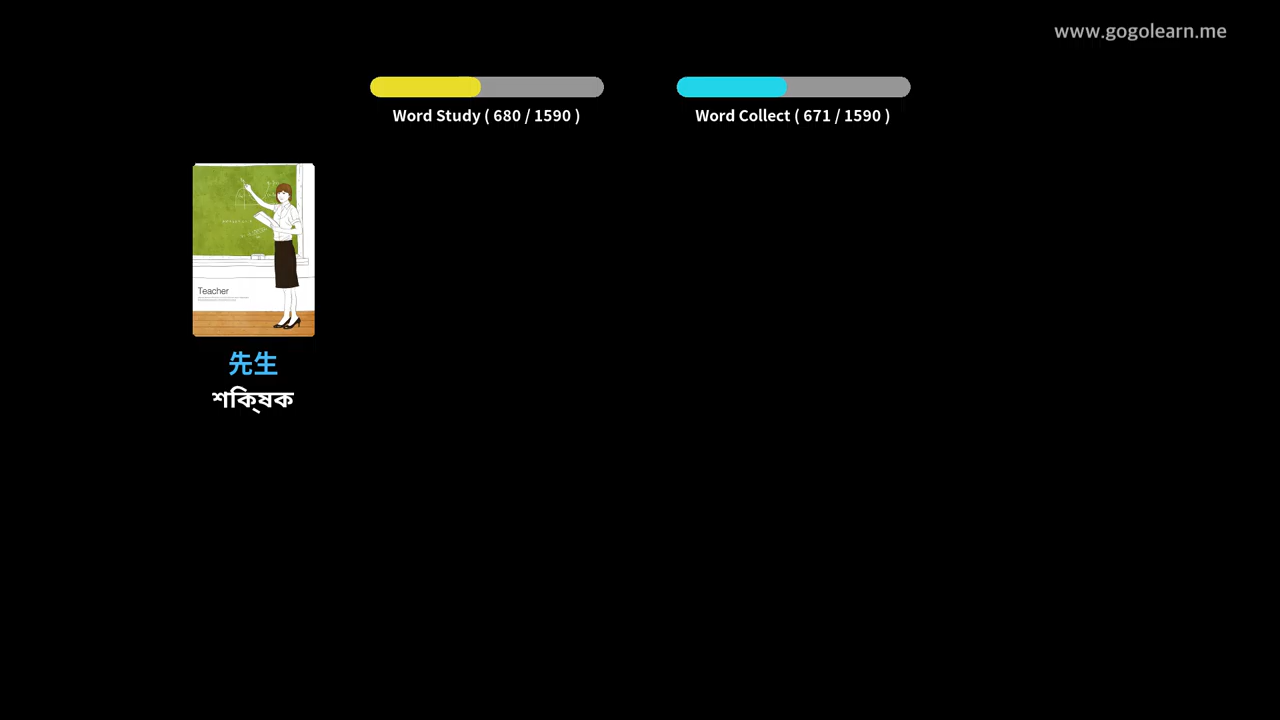 www.gogolearn.me
Word Study ( 680 / 1590 )
Word Collect ( 671 / 1590 )
Teacher
先生
শিক্ষক